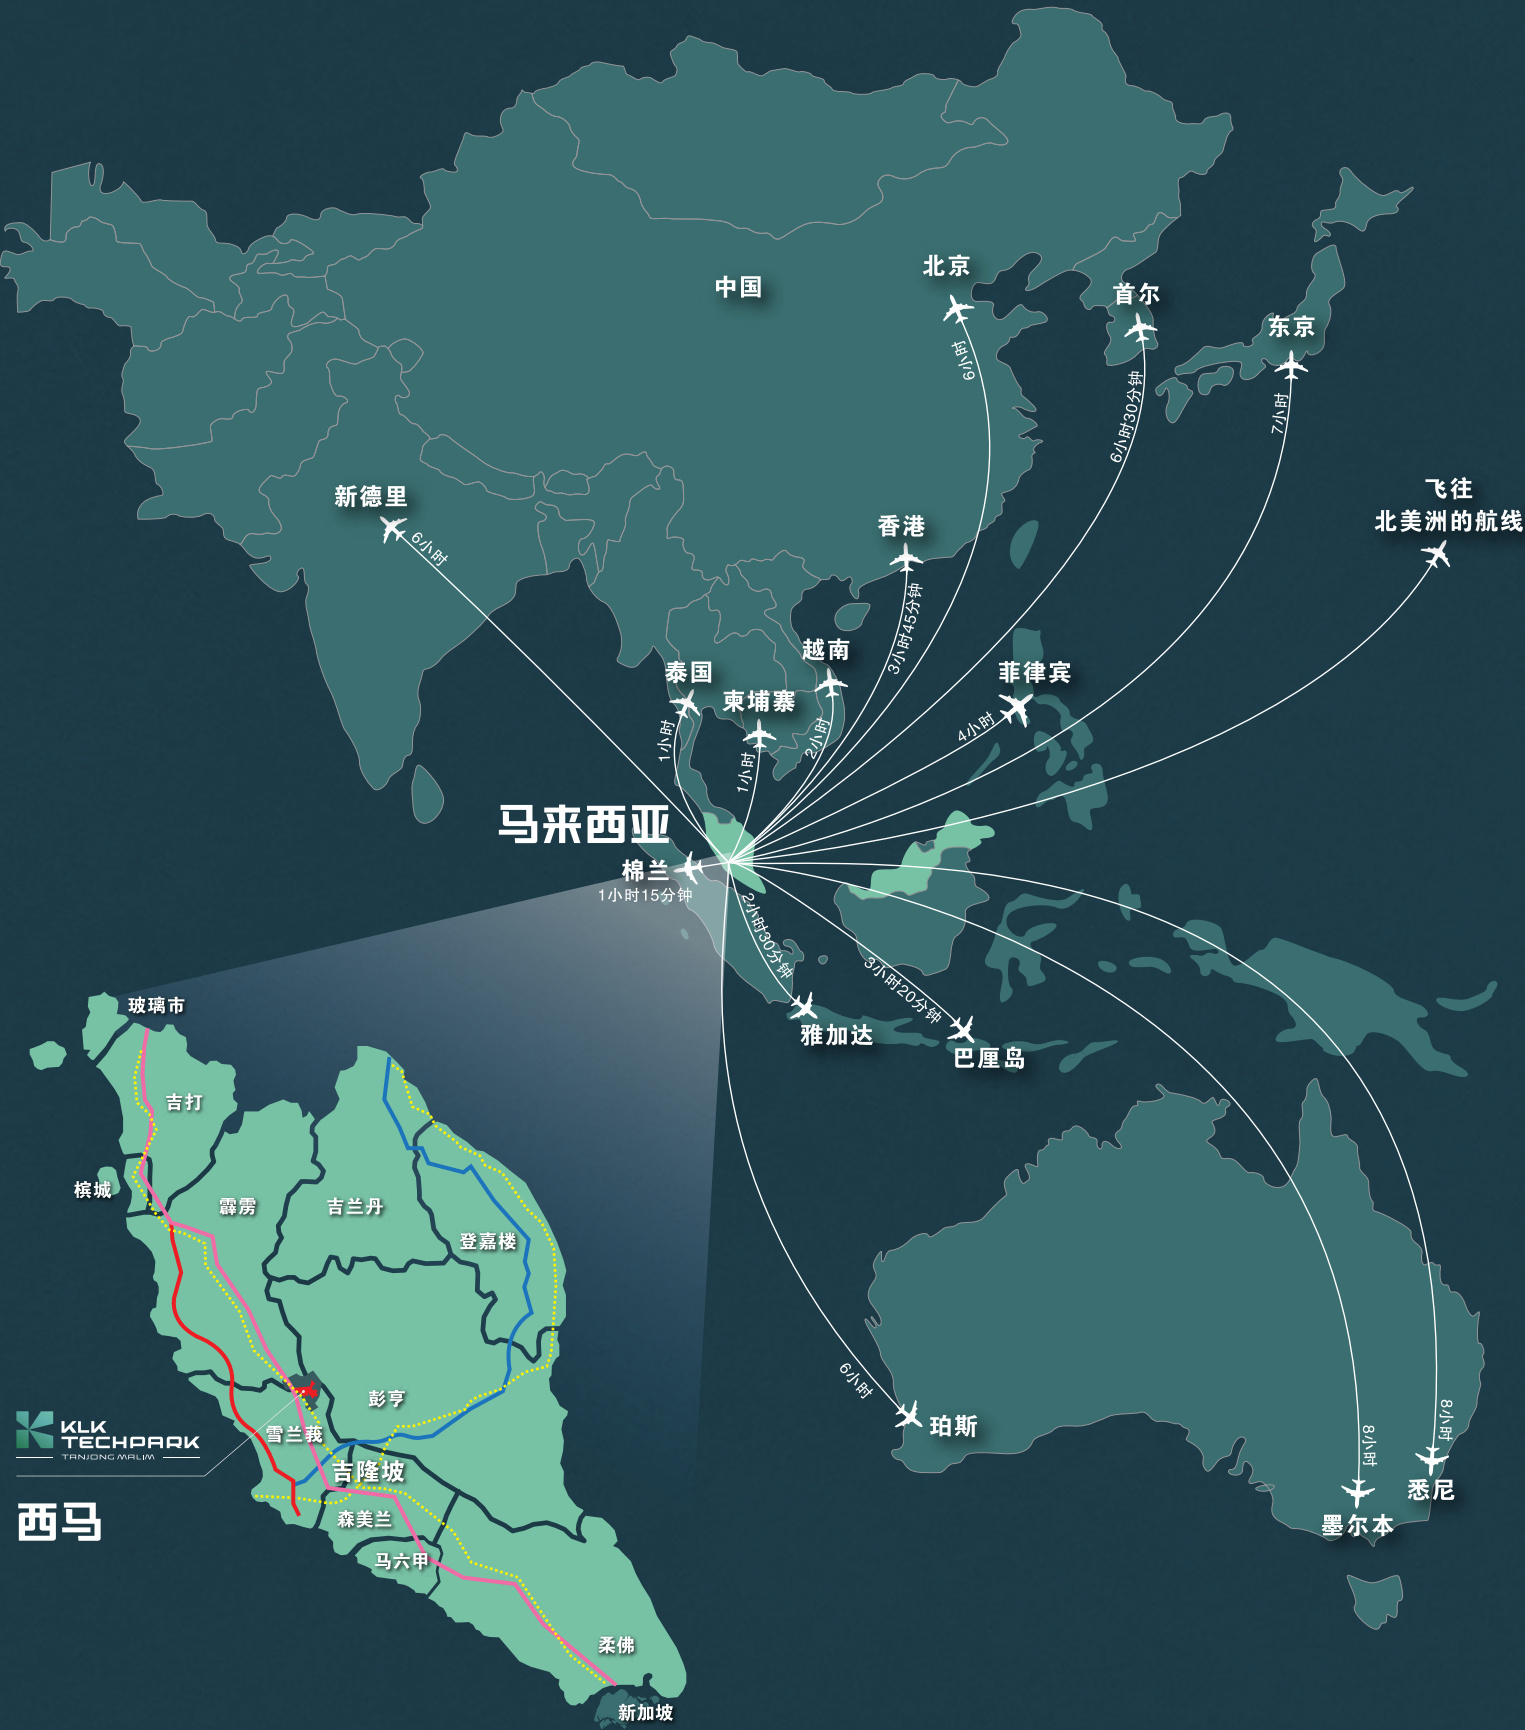 中国
北京
6小时
首尔
6小时30分钟
东京
7小时
飞往
北美洲的航线
新德里
6小时
香港
3小时45分钟
越南
2小时
泰国
1小时
柬埔寨
1小时
菲律宾
4小时
马来西亚
棉兰
1小时15分钟
2小时30分钟
雅加达
3小时20分钟
巴厘岛
6小时
珀斯
8小时
墨尔本
8小时
悉尼
玻璃市
吉打
槟城
霹雳
吉兰丹
登嘉楼
彭亨
雪兰莪
吉隆坡
森美兰
马六甲
柔佛
新加坡
KLK
TECHPARK
TANJONG MALIM
西马